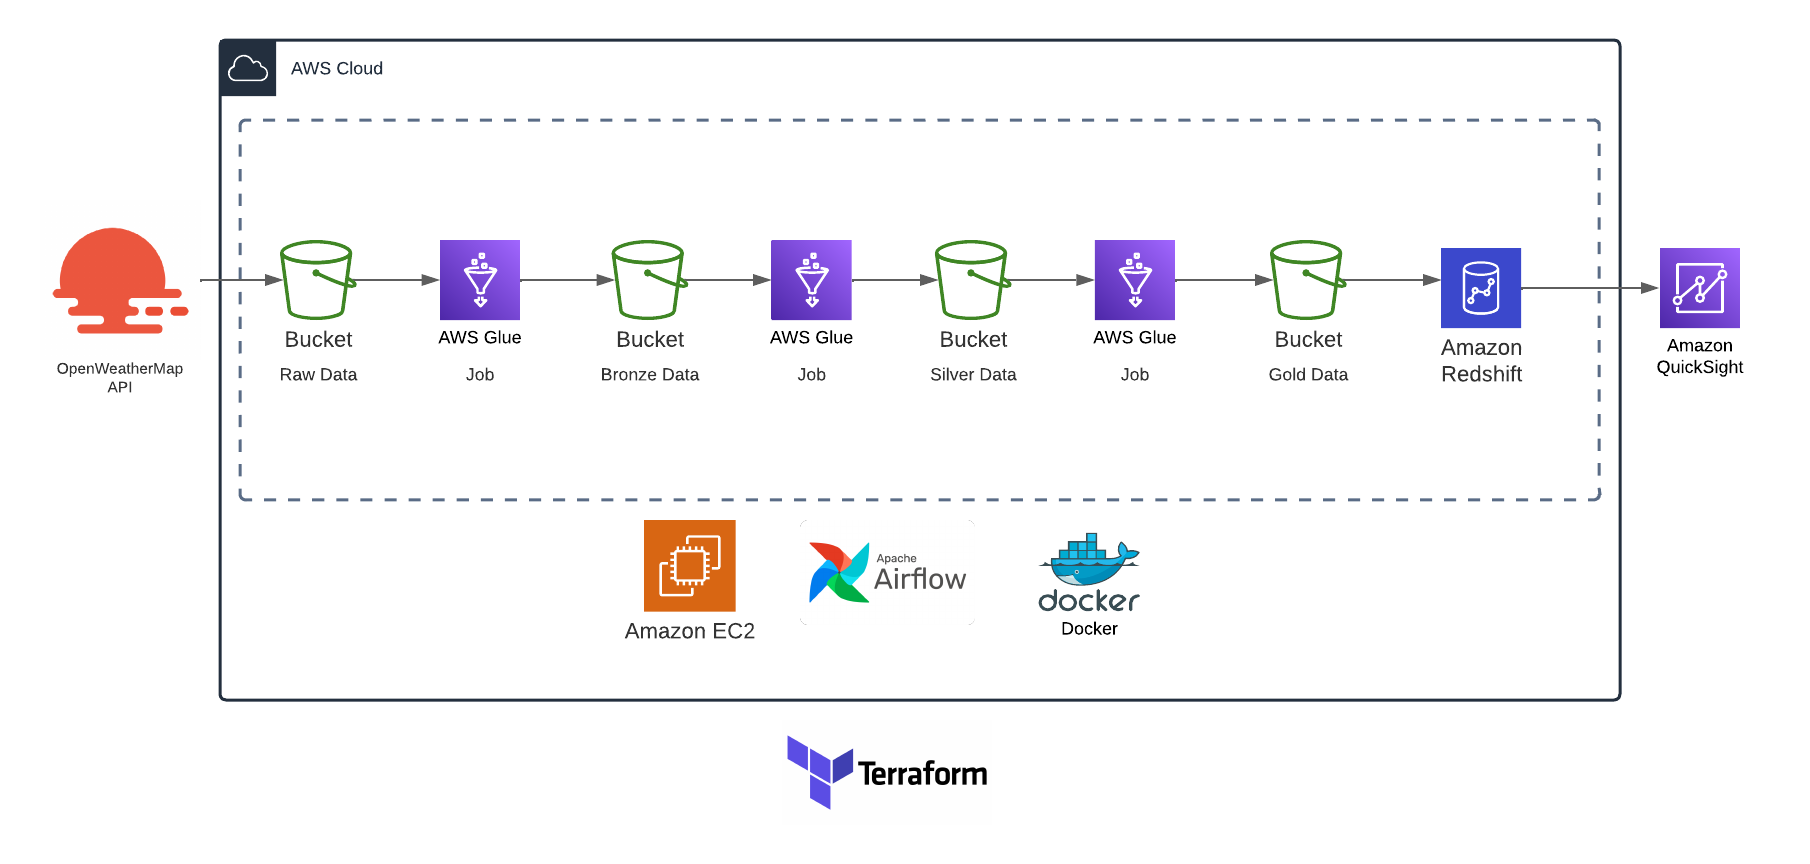 AWS Cloud
OpenWeatherMap
API
Bucket
Raw Data
AWS Glue
Job
Bucket
Bronze Data
AWS Glue
Job
Bucket
Silver Data
AWS Glue
Job
Bucket
Gold Data
Amazon
Redshift
Amazon
QuickSight
Amazon EC2
Apache
Airflow
docker
Docker
Terraform